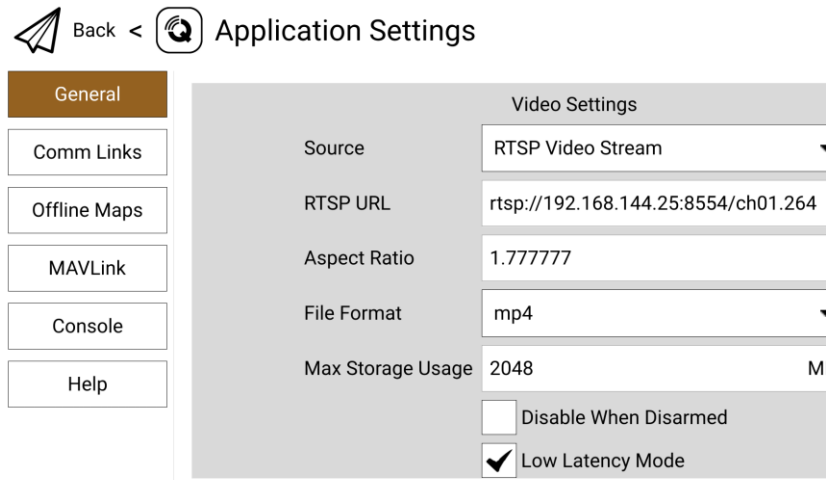 Back < Application Settings
General
Comm Links
Offline Maps
MAVLink
Console
Help
Video Settings
Source RTSP Video Stream
RTSP URL rtsp://192.168.144.25:8554/ch01.264
Aspect Ratio 1.777777
File Format mp4
Max Storage Usage 2048 M
Disable When Disarmed
Low Latency Mode